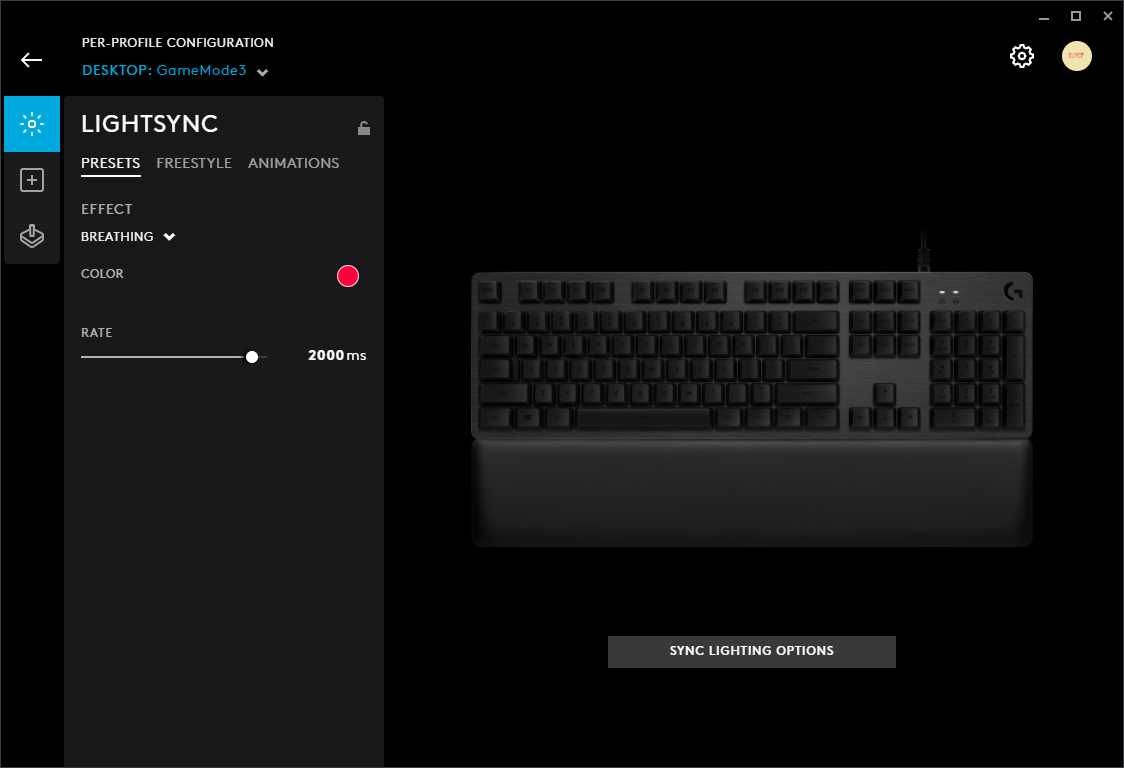 PER-PROFILE CONFIGURATION
DESKTOP: GameMode3
LIGHTSYNC
PRESETS FREESTYLE ANIMATIONS
EFFECT
BREATHING
COLOR
RATE
2000 ms
SYNC LIGHTING OPTIONS